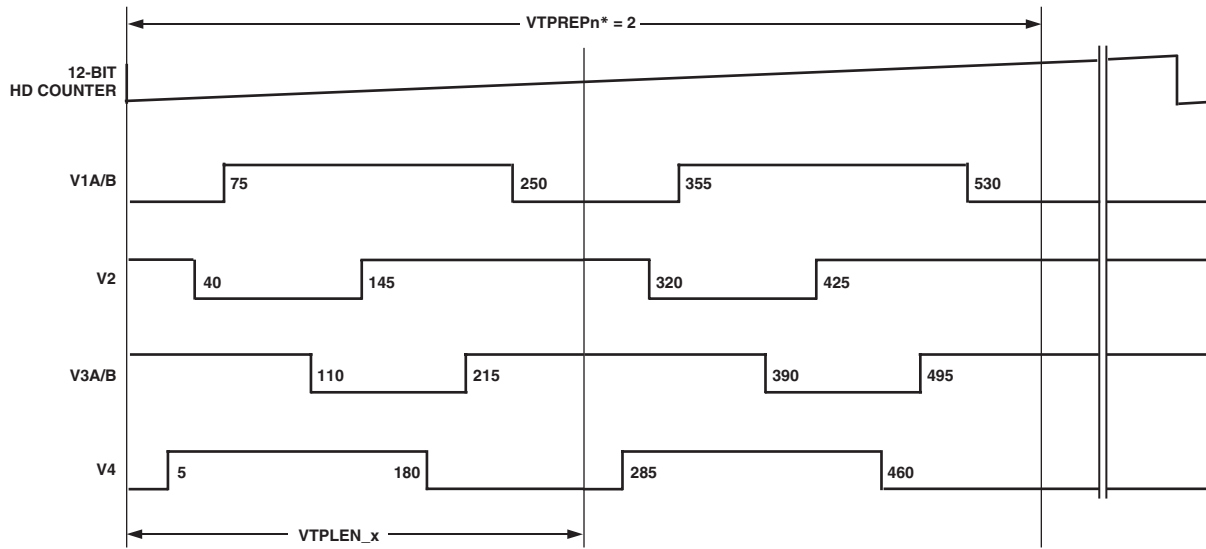 VTPREPn* = 2
12-BIT
HD COUNTER
V1A/B
75
250
355
530
V2
40
145
320
425
V3A/B
110
215
390
495
V4
5
180
285
460
VTPLEN_x